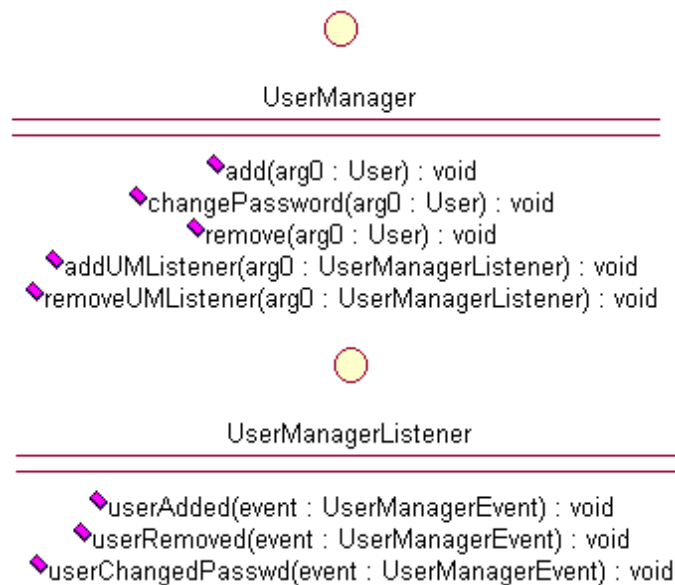 UserManager
add(arg0 : User) : void
changePassword(arg0 : User) : void
remove(arg0 : User) : void
addUMListener(arg0 : UserManagerListener) : void
removeUMListener(arg0 : UserManagerListener) : void
UserManagerListener
userAdded(event : UserManagerEvent) : void
userRemoved(event : UserManagerEvent) : void
userChangedPasswd(event : UserManagerEvent) : void